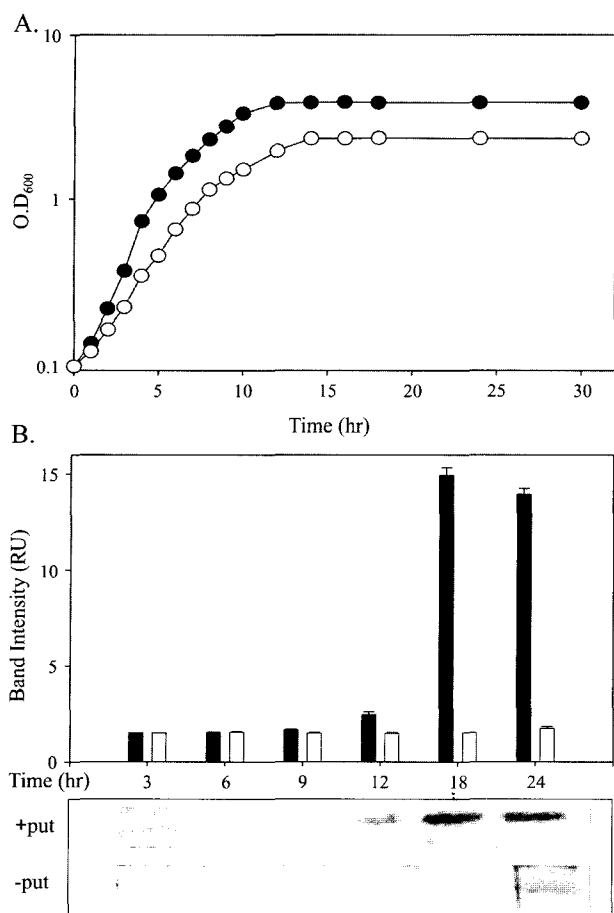 A.
10
1
0.1
O.D600
0 5 10 15 20 25 30
Time (hr)
B.
15
10
5
0
Band Intensity (RU)
Time (hr) 3 6 9 12 18 24
+put
-put